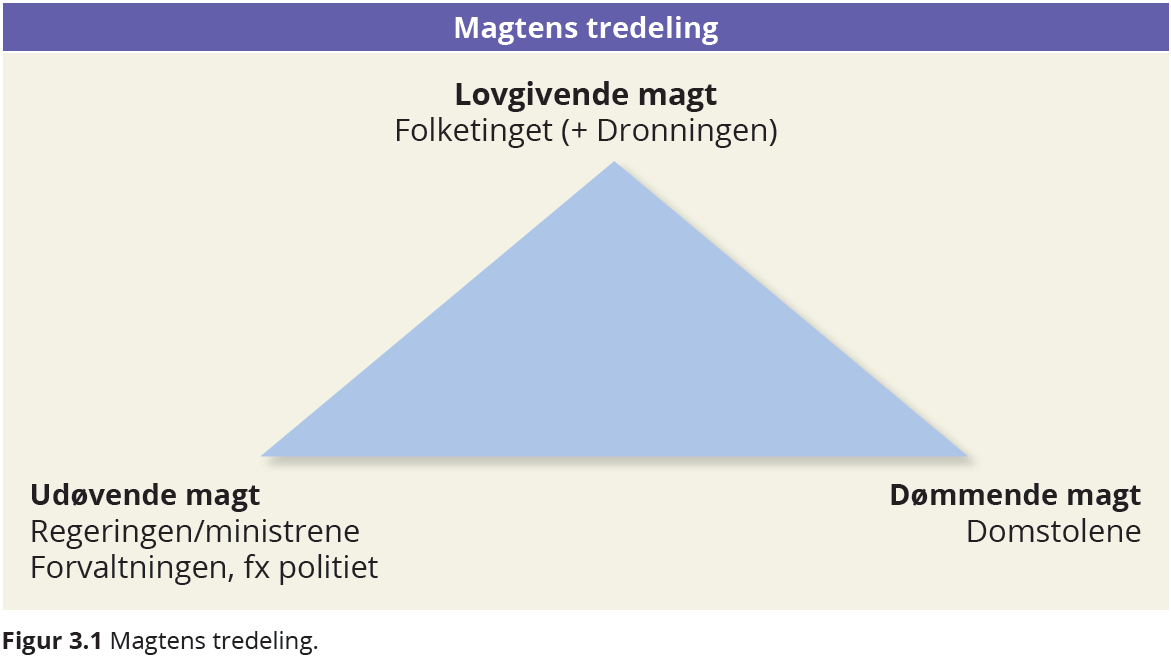 Magtens tredeling
Lovgivende magt
Folketinget (+ Dronningen)
Udøvende magt
Regeringen/ministrene
Forvaltningen, fx politiet
Dømmende magt
Domstolene
Figur 3.1 Magtens tredeling.